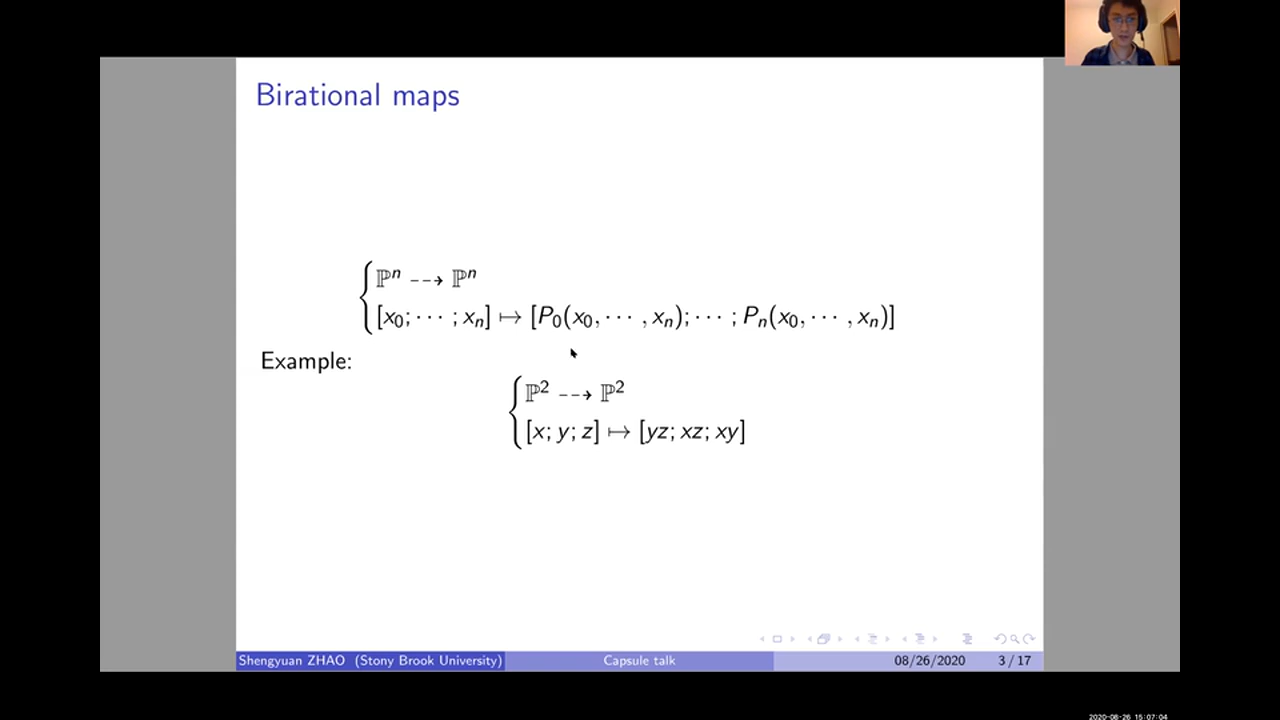 Birational maps
ℙⁿ ⇢ ℙⁿ
[x₀; ⋯ ; xₙ] ↦ [P₀(x₀, ⋯ , xₙ); ⋯ ; Pₙ(x₀, ⋯ , xₙ)]
Example:
ℙ² ⇢ ℙ²
[x; y; z] ↦ [yz; xz; xy]
Shengyuan ZHAO (Stony Brook University) Capsule talk 08/26/2020 3 / 17
2020-08-26 15:07:04